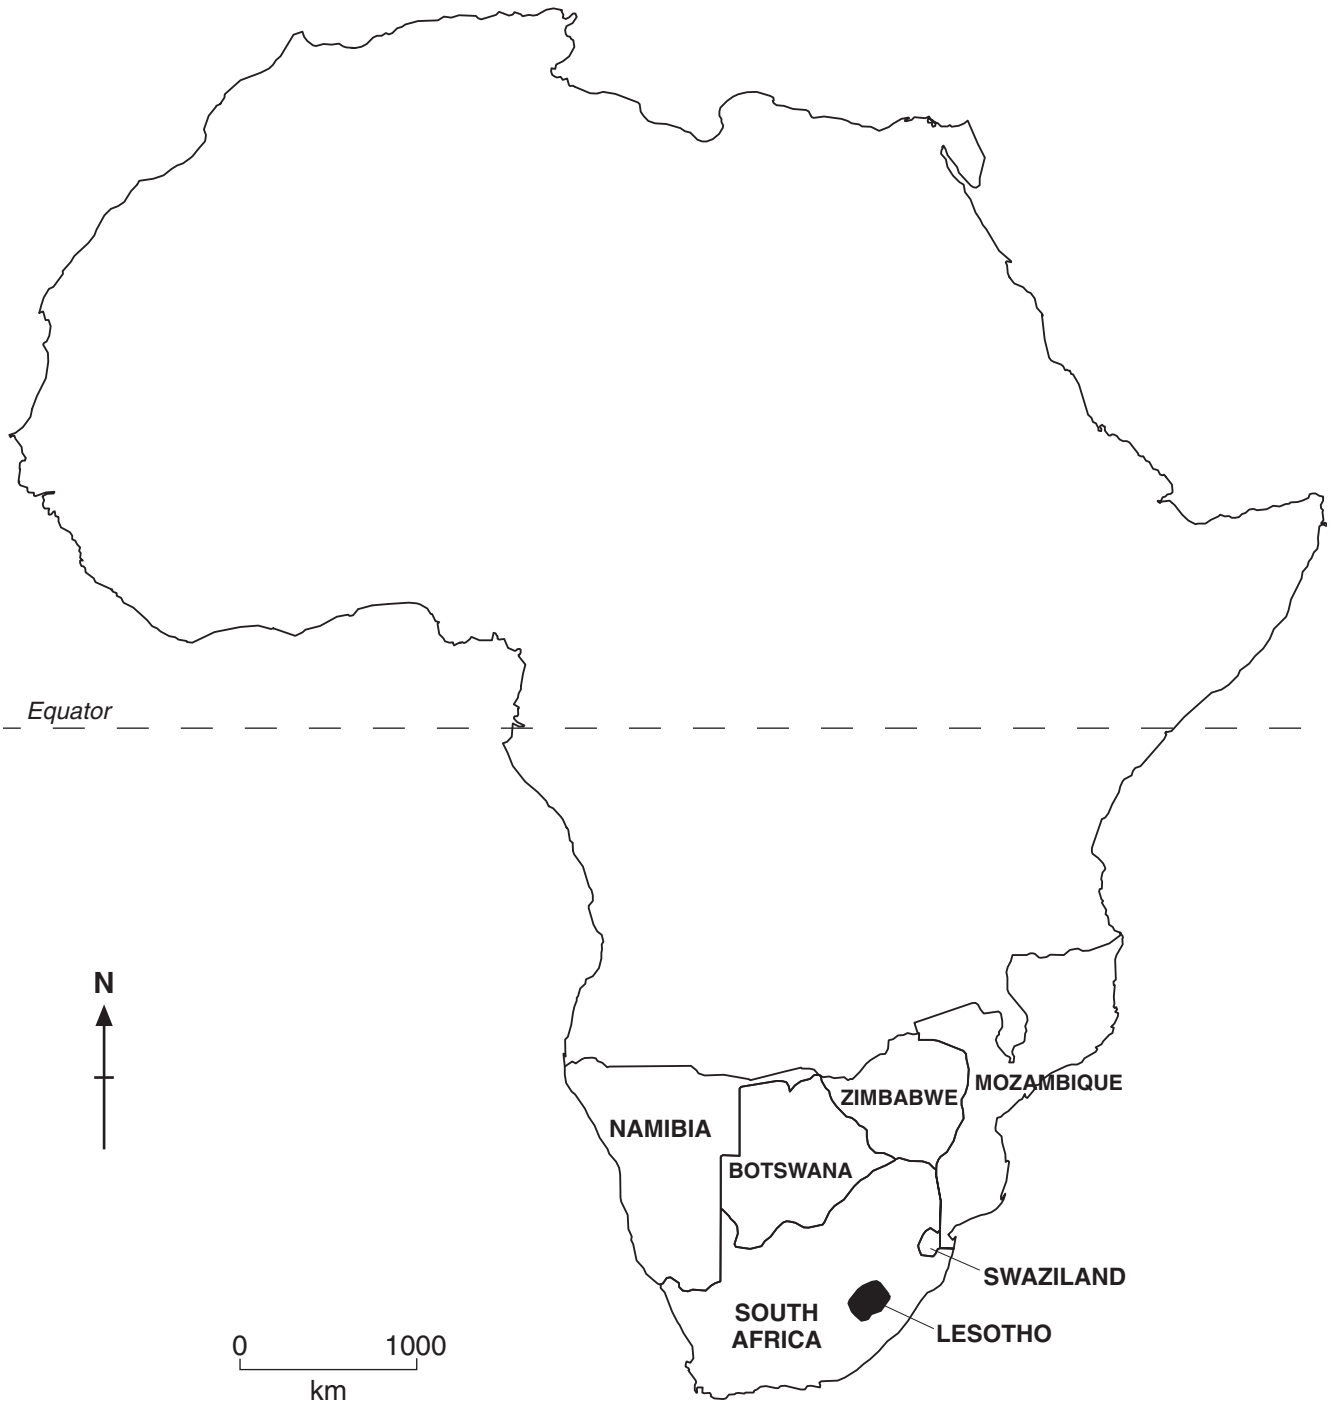 Equator
N
MOZAMBIQUE
ZIMBABWE
NAMIBIA
BOTSWANA
SWAZILAND
SOUTH
AFRICA
LESOTHO
0 1000
km